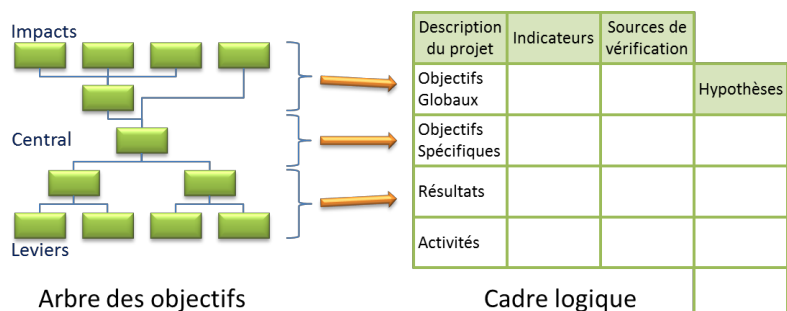 Impacts
Central
Leviers
Arbre des objectifs
Description
du projet
Indicateurs
Sources de
vérification
Objectifs
Globaux
Hypothèses
Objectifs
Spécifiques
Résultats
Activités
Cadre logique